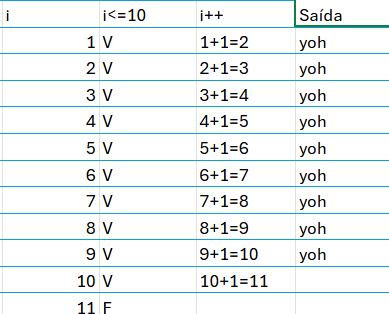 i i<=10 i++ Saída
1 V 1+1=2 yoh
2 V 2+1=3 yoh
3 V 3+1=4 yoh
4 V 4+1=5 yoh
5 V 5+1=6 yoh
6 V 6+1=7 yoh
7 V 7+1=8 yoh
8 V 8+1=9 yoh
9 V 9+1=10 yoh
10 V 10+1=11
11 F